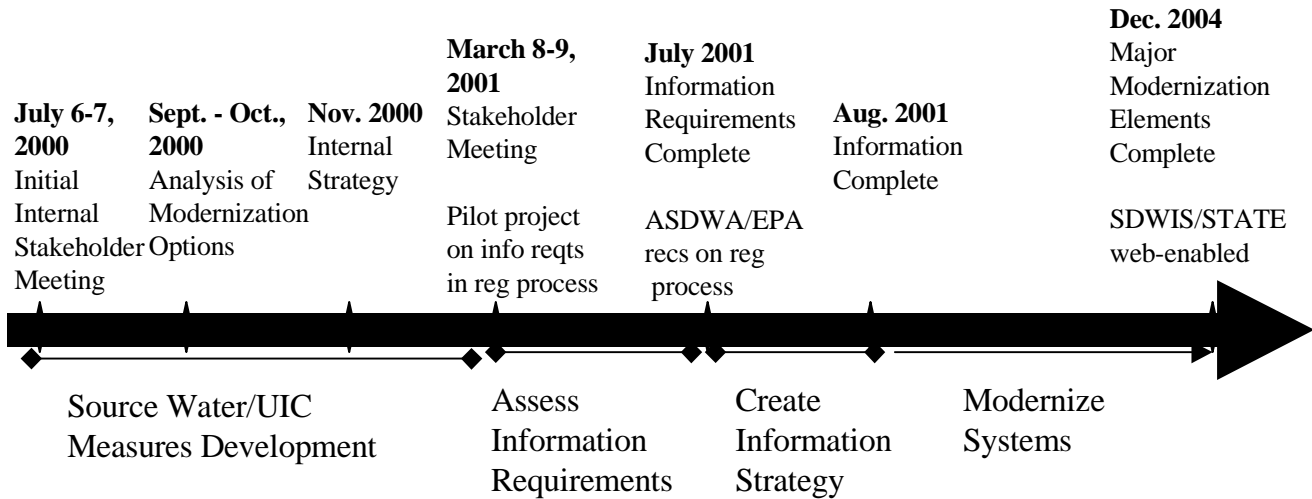 July 6-7,
2000
Initial
Internal
Stakeholder
Meeting
Sept. - Oct.,
2000
Analysis of
Modernization
Options
Nov. 2000
Internal
Strategy
March 8-9,
2001
Stakeholder
Meeting
Pilot project
on info reqts
in reg process
July 2001
Information
Requirements
Complete
ASDWA/EPA
recs on reg
process
Aug. 2001
Information
Complete
Dec. 2004
Major
Modernization
Elements
Complete
SDWIS/STATE
web-enabled
Source Water/UIC
Measures Development
Assess
Information
Requirements
Create
Information
Strategy
Modernize
Systems